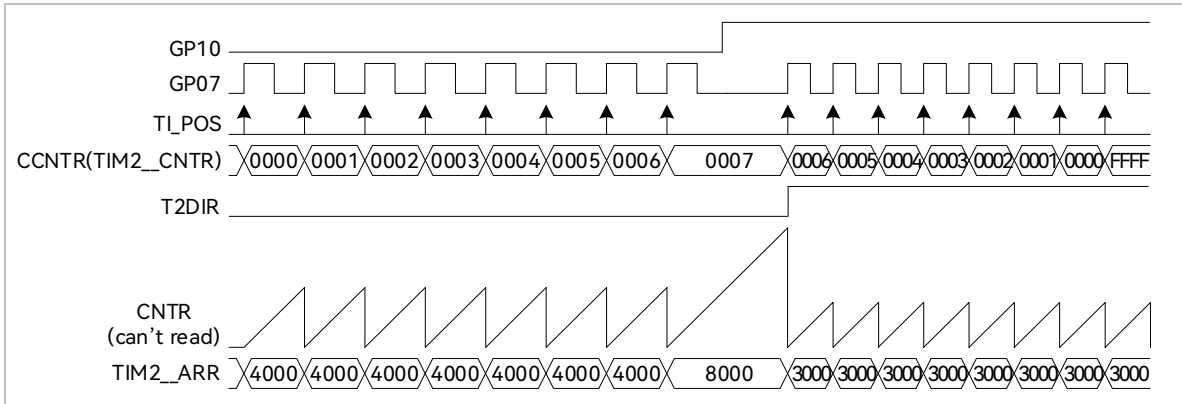 GP10
GP07
TI_POS
CCNTR(TIM2__CNTR) 0000 0001 0002 0003 0004 0005 0006 0007 0006 0005 0004 0003 0002 0001 0000 FFFF
T2DIR
CNTR
(can't read)
TIM2__ARR 4000 4000 4000 4000 4000 4000 4000 8000 3000 3000 3000 3000 3000 3000 3000 3000